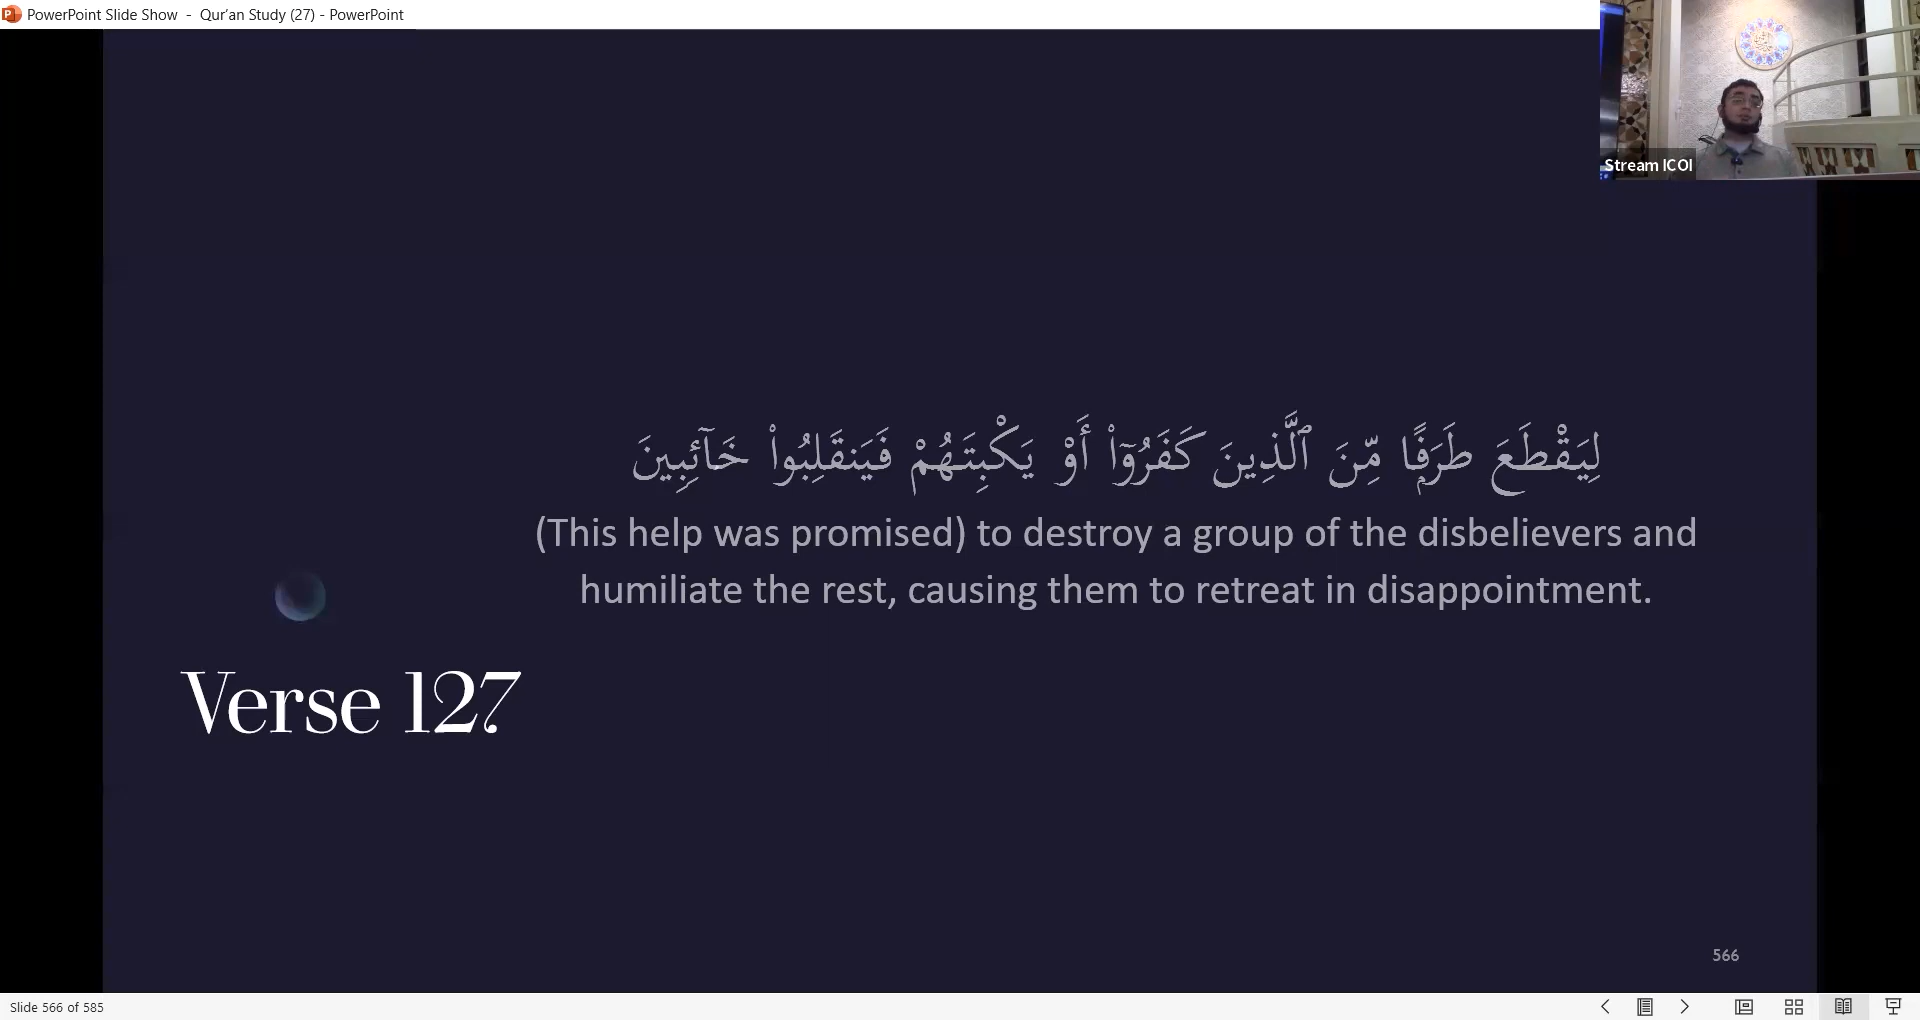 PowerPoint Slide Show - Qur’an Study (27) - PowerPoint
Stream ICOI
لِيَقْطَعَ طَرَفًۭا مِّنَ ٱلَّذِينَ كَفَرُوٓا۟ أَوْ يَكْبِتَهُمْ فَيَنقَلِبُوا۟ خَآئِبِينَ
(This help was promised) to destroy a group of the disbelievers and
humiliate the rest, causing them to retreat in disappointment.
Verse 127
566
Slide 566 of 585